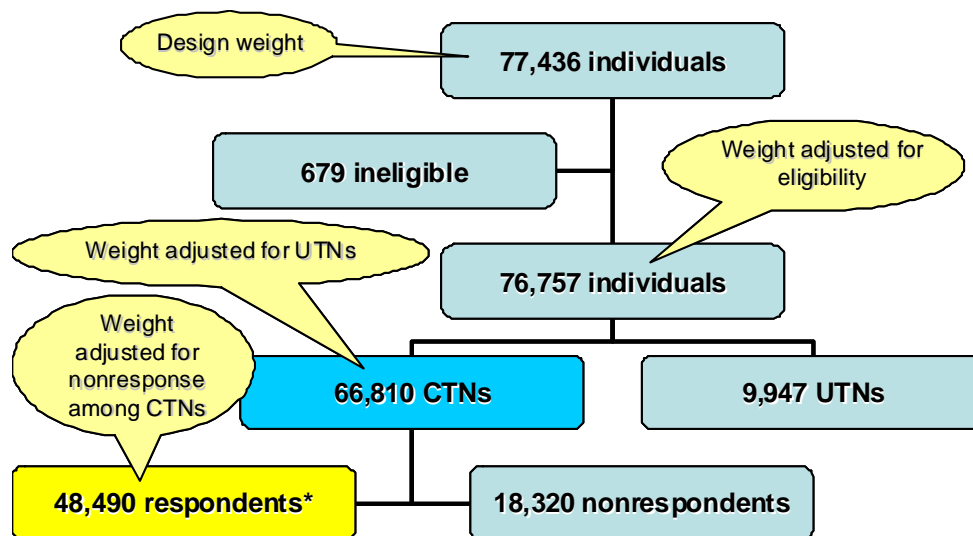 Design weight
77,436 individuals
679 ineligible
Weight adjusted for
eligibility
Weight adjusted for UTNs
76,757 individuals
Weight
adjusted for
nonresponse
among CTNs
66,810 CTNs
9,947 UTNs
48,490 respondents*
18,320 nonrespondents